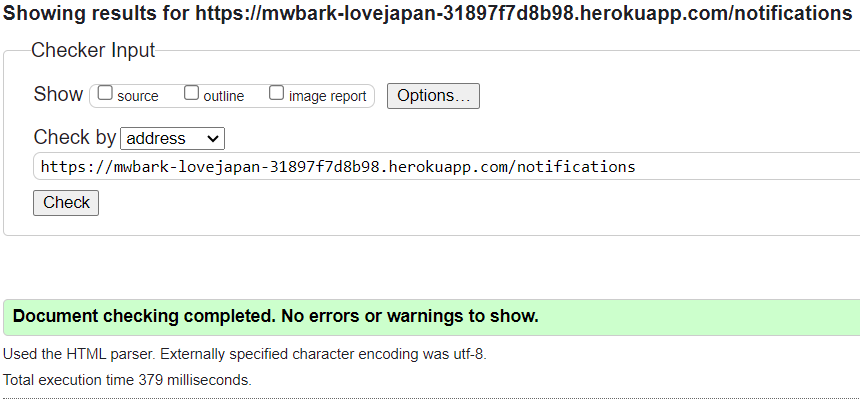 Showing results for https://mwbark-lovejapan-31897f7d8b98.herokuapp.com/notifications
Checker Input
Show source outline image report Options...
Check by address
https://mwbark-lovejapan-31897f7d8b98.herokuapp.com/notifications
Check
Document checking completed. No errors or warnings to show.
Used the HTML parser. Externally specified character encoding was utf-8.
Total execution time 379 milliseconds.